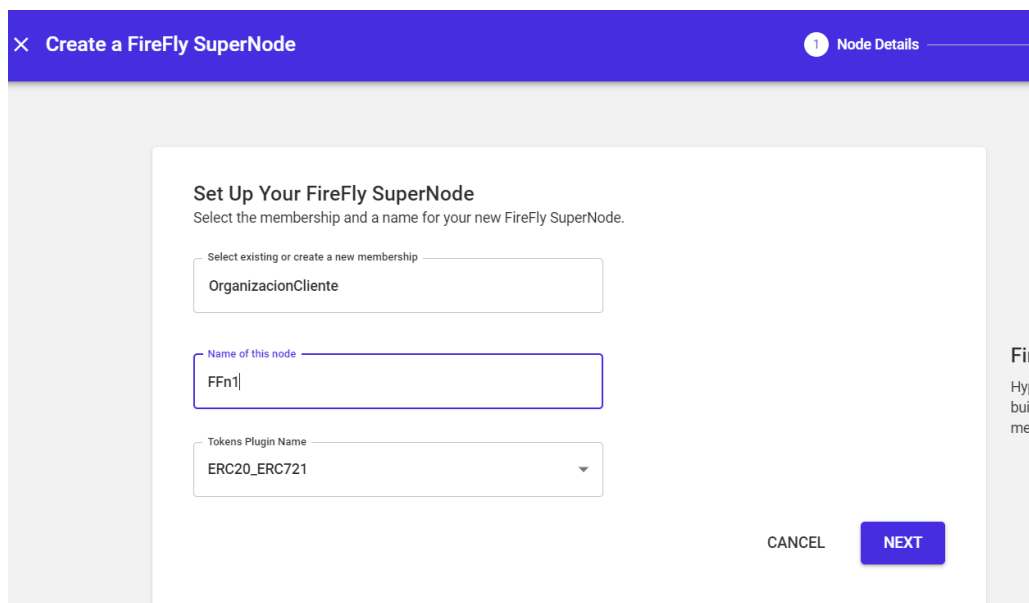 Create a FireFly SuperNode
1 Node Details
Set Up Your FireFly SuperNode
Select the membership and a name for your new FireFly SuperNode.
Select existing or create a new membership
OrganizacionCliente
Name of this node
FFn1
Tokens Plugin Name
ERC20_ERC721
CANCEL NEXT